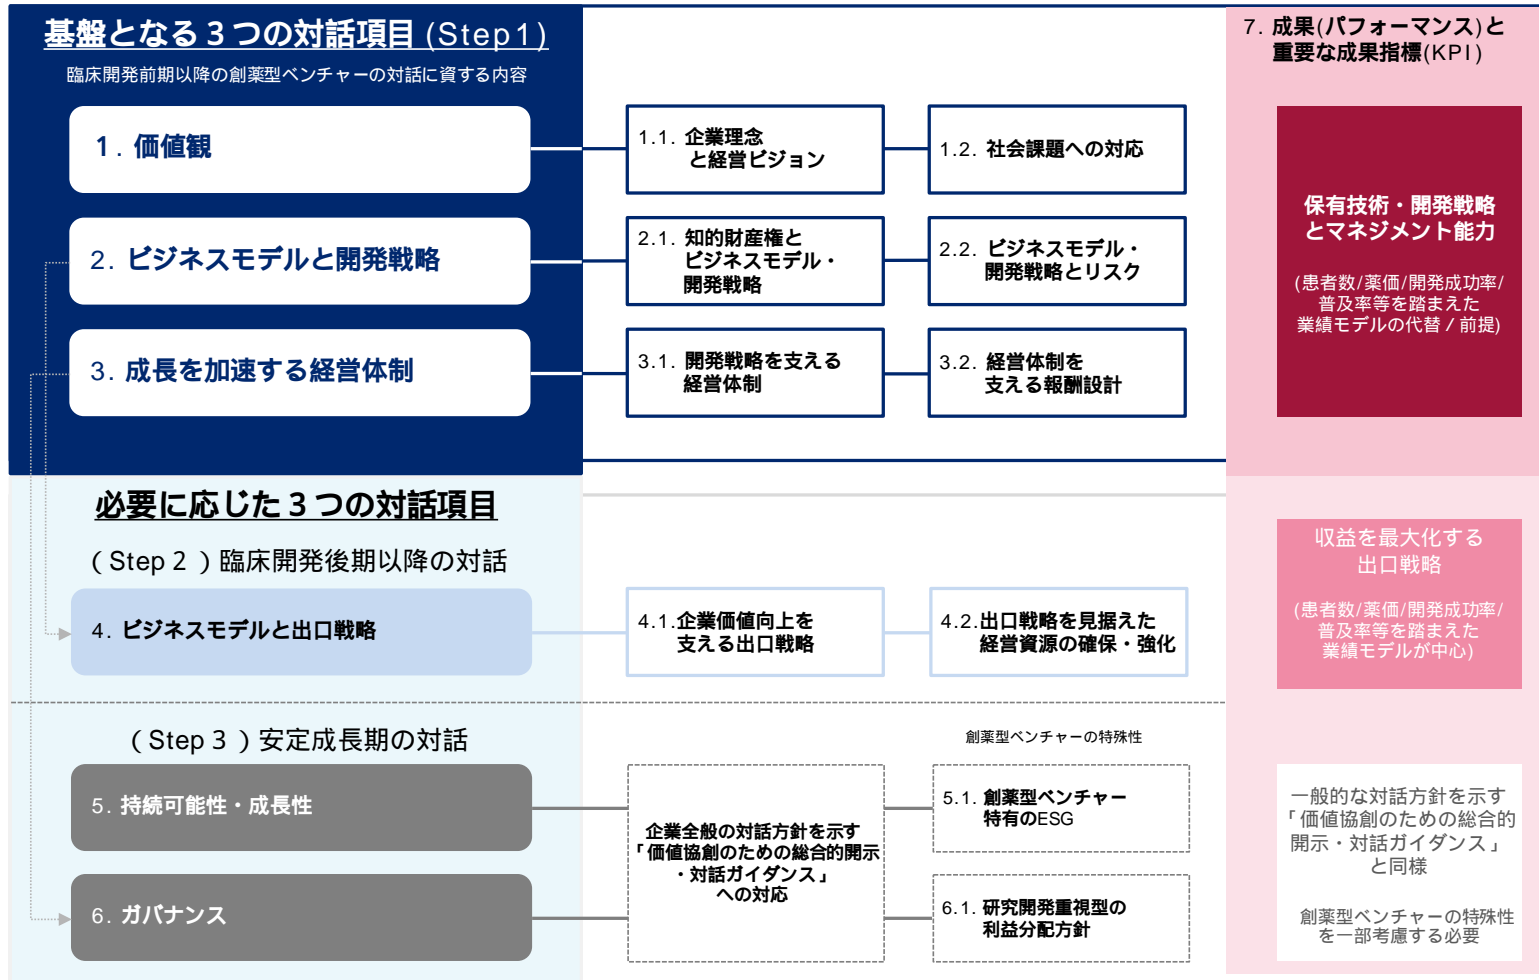 基盤となる３つの対話項目 (Step1)
臨床開発前期以降の創薬型ベンチャーの対話に資する内容
1. 価値観
1.1. 企業理念
と経営ビジョン
1.2. 社会課題への対応
2. ビジネスモデルと開発戦略
2.1. 知的財産権と
ビジネスモデル・
開発戦略
2.2. ビジネスモデル・
開発戦略とリスク
3. 成長を加速する経営体制
3.1. 開発戦略を支える
経営体制
3.2. 経営体制を
支える報酬設計
7. 成果(パフォーマンス)と
重要な成果指標(KPI)
保有技術・開発戦略
とマネジメント能力
(患者数/薬価/開発成功率/
普及率等を踏まえた
業績モデルの代替／前提)
必要に応じた３つの対話項目
（Step２）臨床開発後期以降の対話
4. ビジネスモデルと出口戦略
4.1.企業価値向上を
支える出口戦略
4.2.出口戦略を見据えた
経営資源の確保・強化
収益を最大化する
出口戦略
(患者数/薬価/開発成功率/
普及率等を踏まえた
業績モデルが中心)
（Step３）安定成長期の対話
創薬型ベンチャーの特殊性
5. 持続可能性・成長性
6. ガバナンス
企業全般の対話方針を示す
「価値協創のための総合的開示
・対話ガイダンス」
への対応
5.1. 創薬型ベンチャー
特有のESG
6.1. 研究開発重視型の
利益分配方針
一般的な対話方針を示す
「価値協創のための総合的
開示・対話ガイダンス」
と同様
創薬型ベンチャーの特殊性
を一部考慮する必要